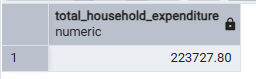 total_household_expenditure
numeric
1
223727.80